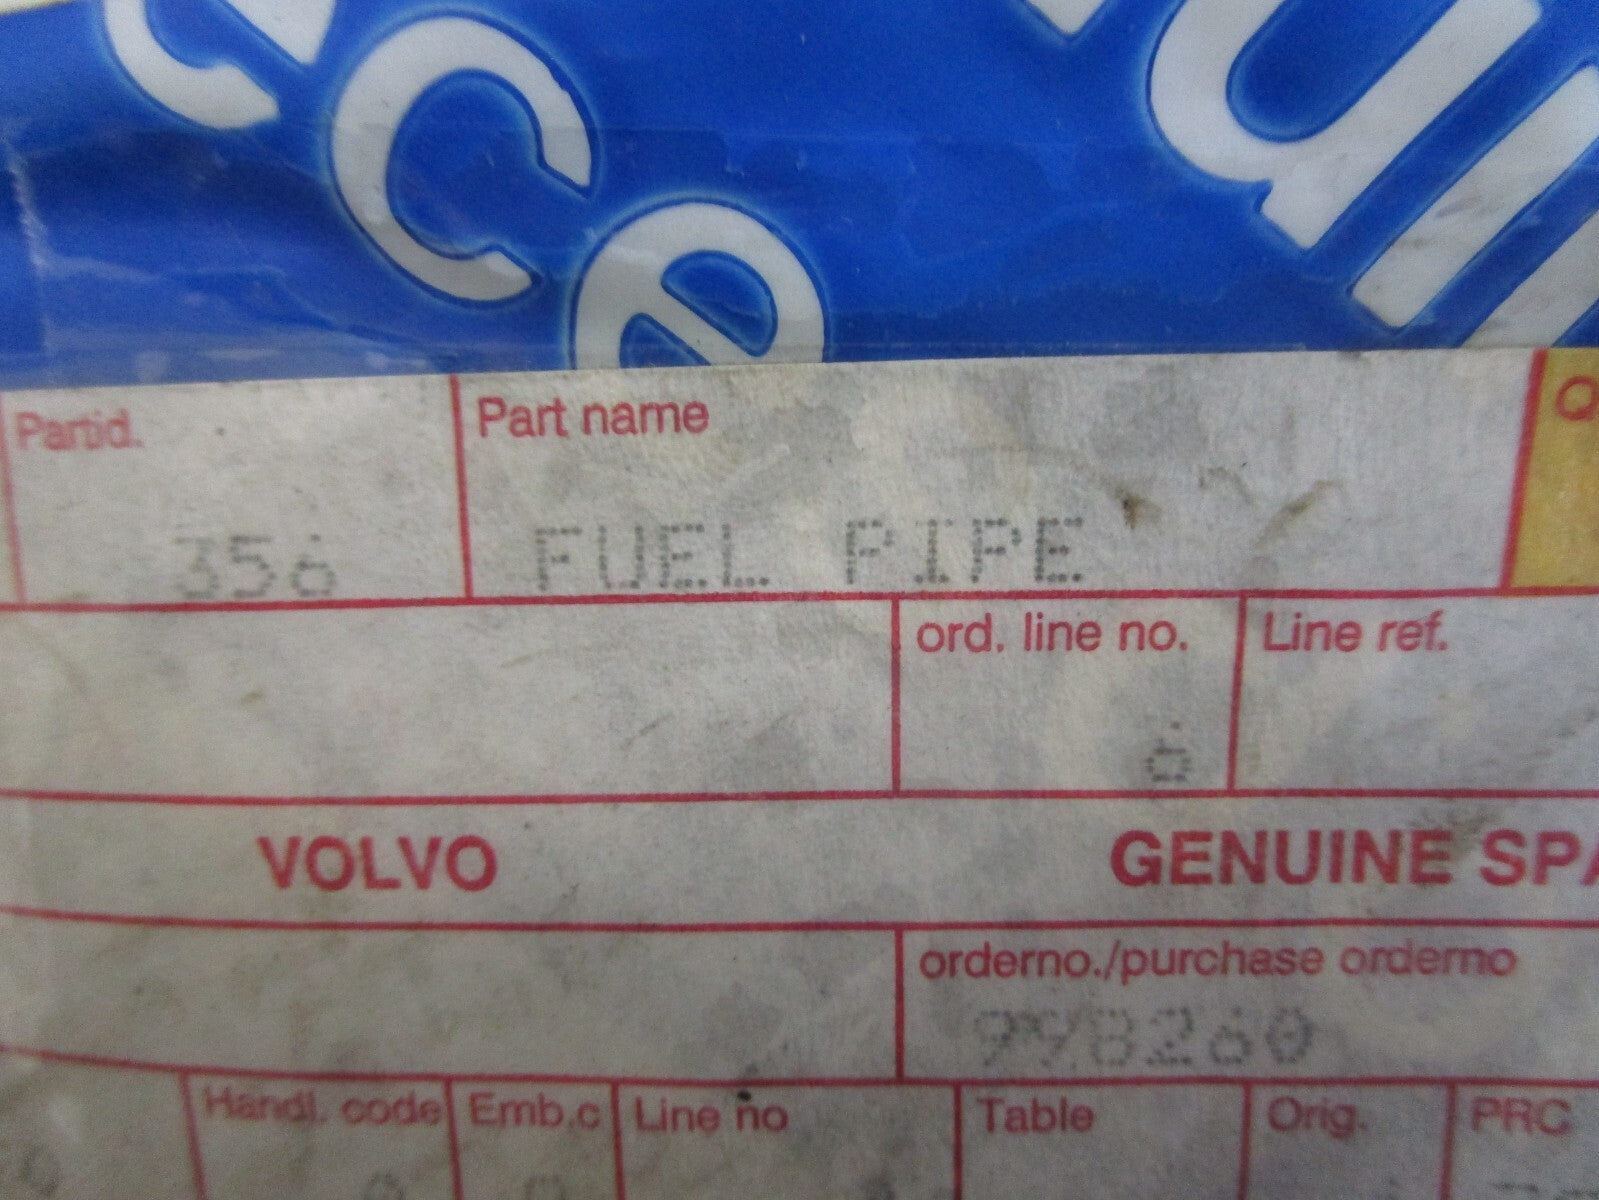 ce
Partid. Part name Q
356 FUEL PIPE
ord. line no. Line ref.
VOLVO GENUINE SPA
orderno./purchase orderno
998260
Handl. code Emb.c Line no Table Orig. PRC